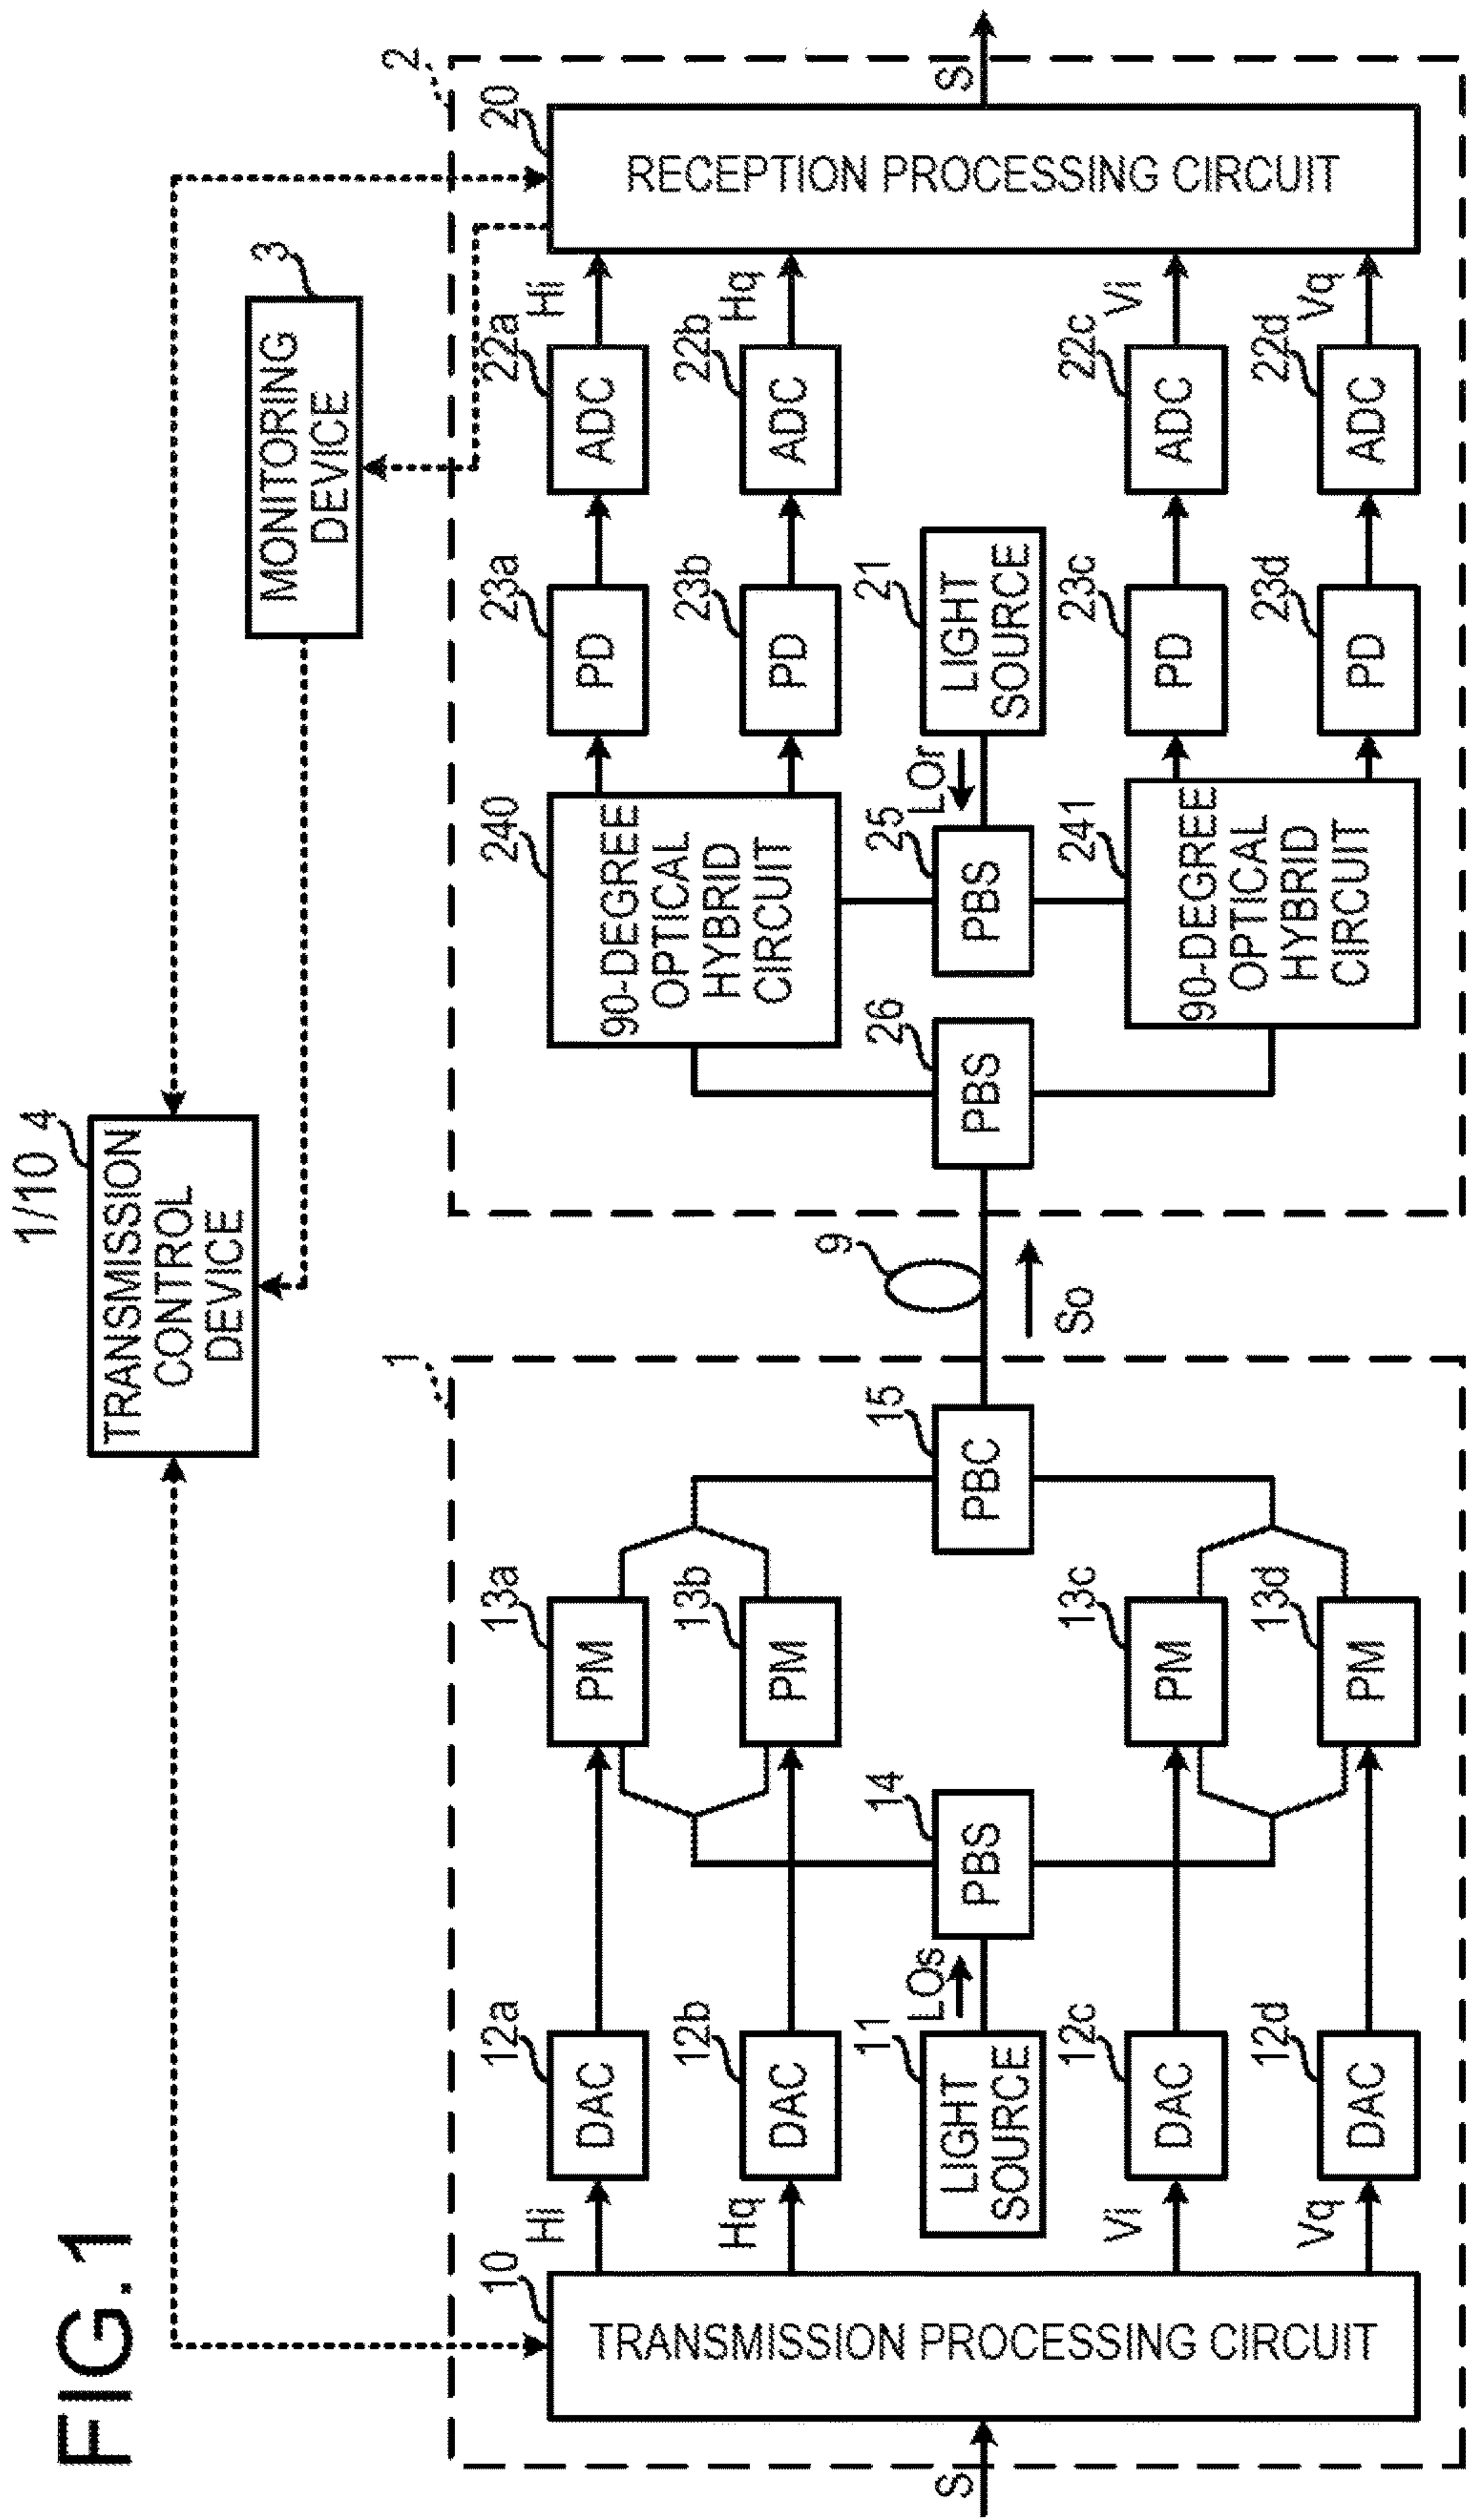 FIG.1
1/10
4
TRANSMISSION
CONTROL
DEVICE
3
MONITORING
DEVICE
1
2
S
10
TRANSMISSION PROCESSING CIRCUIT
Hi
12a
DAC
13a
PM
Hq
12b
DAC
13b
PM
11
LIGHT
SOURCE
LOs
14
PBS
15
PBC
Vi
12c
DAC
13c
PM
Vq
12d
DAC
13d
PM
9
So
26
PBS
25
PBS
LOr
21
LIGHT
SOURCE
240
90-DEGREE
OPTICAL
HYBRID
CIRCUIT
23a
PD
22a
ADC
Hi
23b
PD
22b
ADC
Hq
241
90-DEGREE
OPTICAL
HYBRID
CIRCUIT
23c
PD
22c
ADC
Vi
23d
PD
22d
ADC
Vq
20
RECEPTION PROCESSING CIRCUIT
S